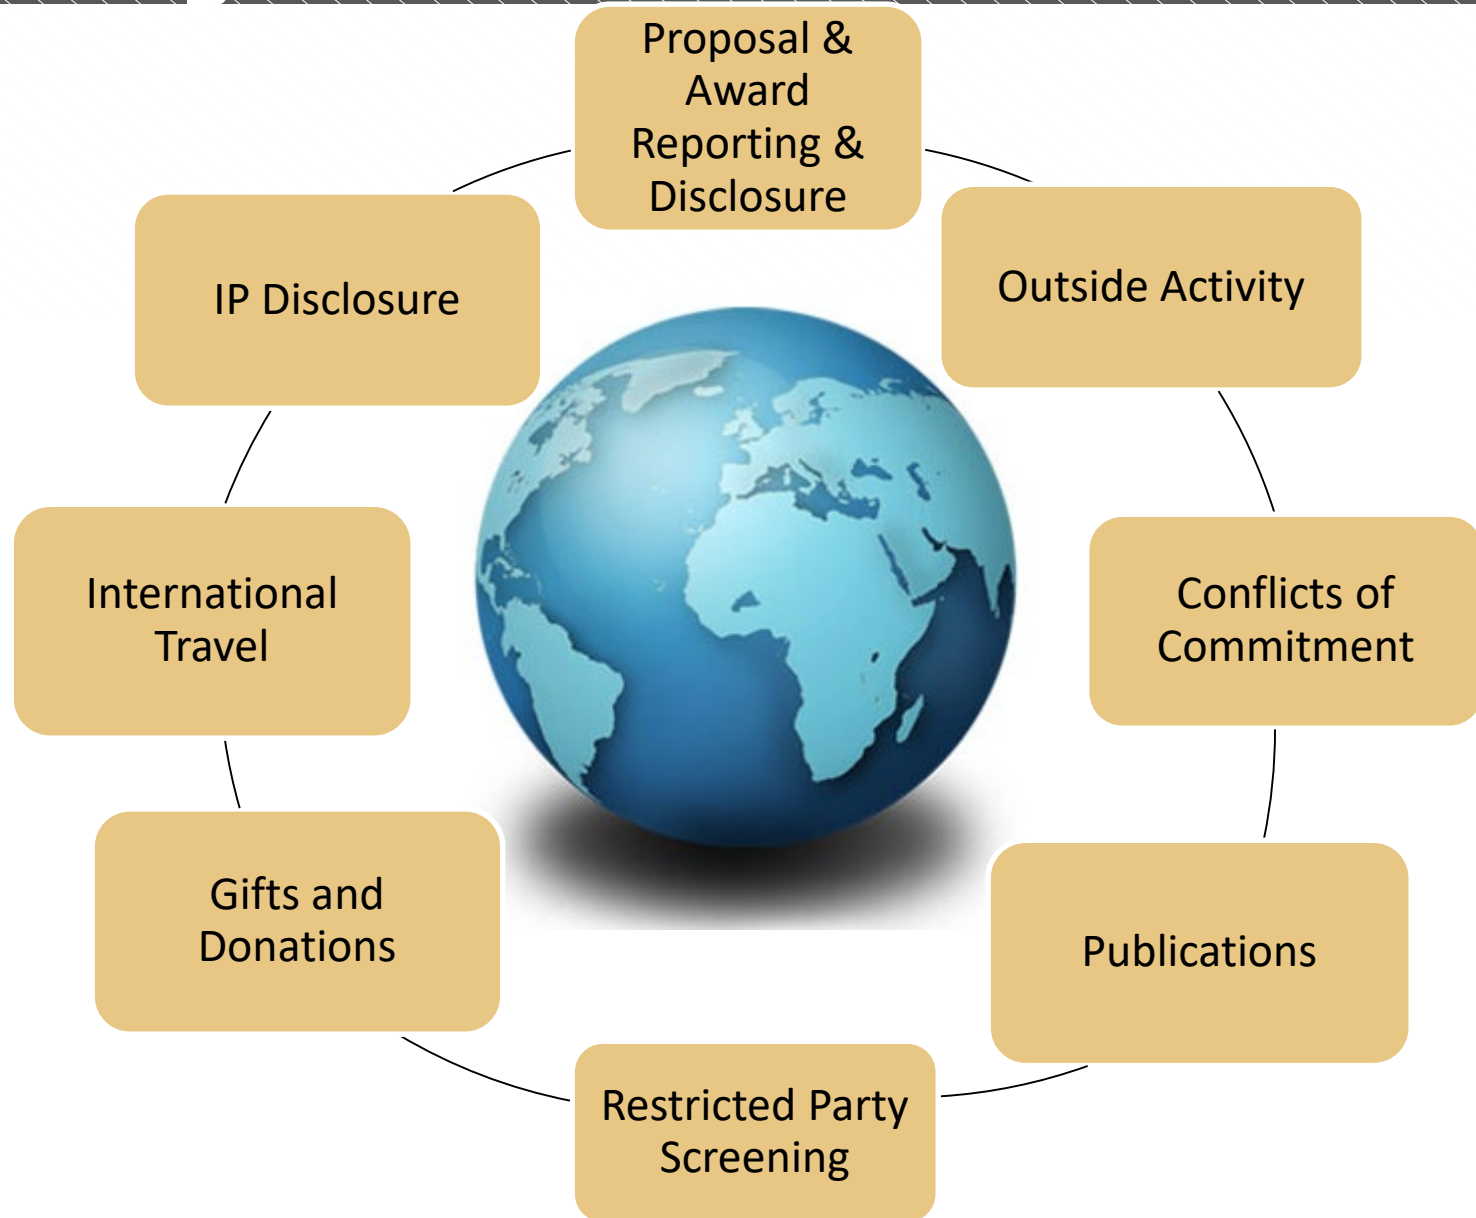 Proposal &
Award
Reporting &
Disclosure
Outside Activity
Conflicts of
Commitment
Publications
Restricted Party
Screening
Gifts and
Donations
International
Travel
IP Disclosure